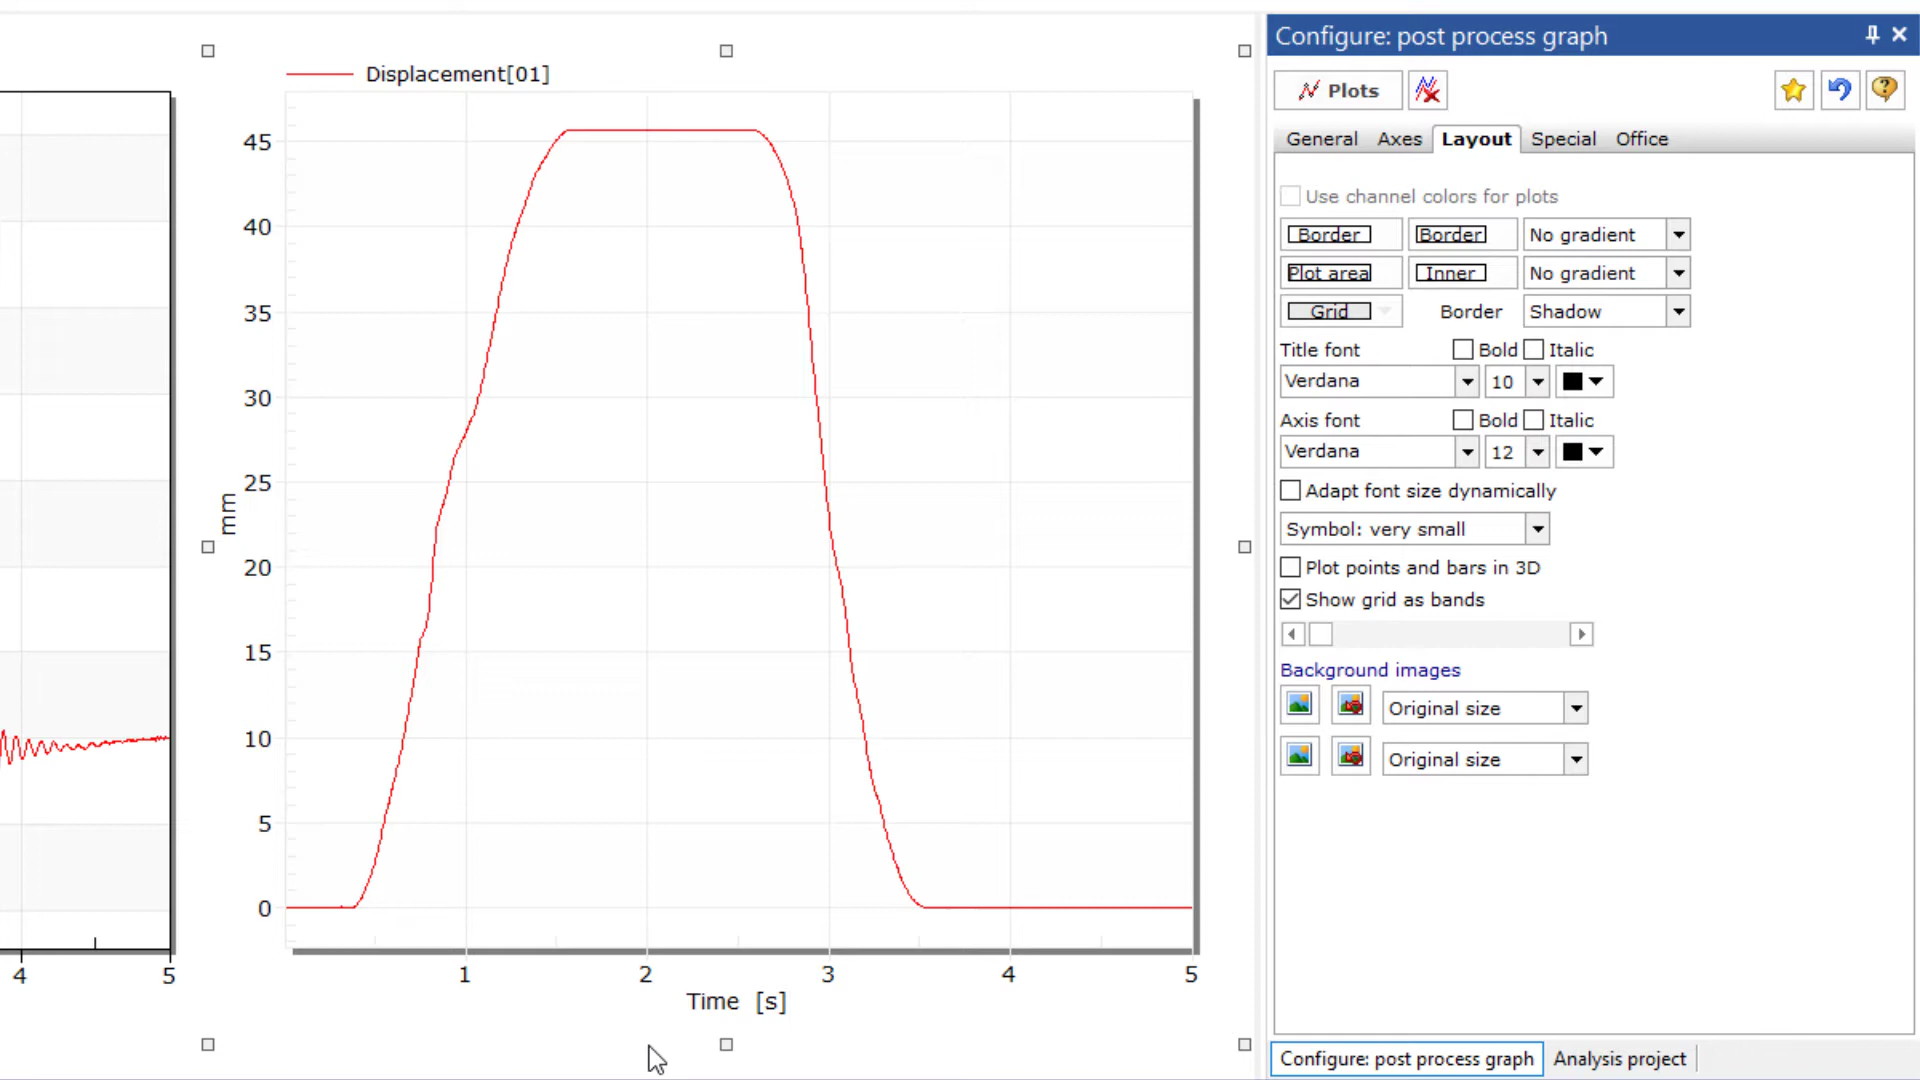 Configure: post process graph
Displacement[01]
Plots
General Axes Layout Special Office
45
40
35
30
25
20
15
10
5
0
mm
1 2 3 4 5
Time [s]
4 5
Use channel colors for plots
Border Border No gradient
Plot area Inner No gradient
Grid Border Shadow
Title font Bold Italic
Verdana 10
Axis font Bold Italic
Verdana 12
Adapt font size dynamically
Symbol: very small
Plot points and bars in 3D
Show grid as bands
Background images
Original size
Original size
Configure: post process graph Analysis project